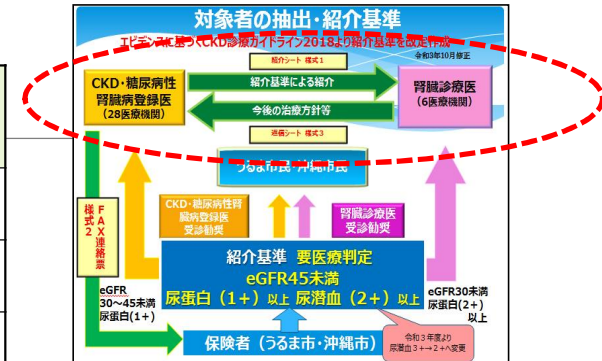 対象者の抽出・紹介基準
エビデンスに基づくCKD診療ガイドライン2018より紹介基準を改定作成
令和3年10月修正
紹介シート 様式1
CKD・糖尿病性
腎臓病登録医
（28医療機関）
紹介基準による紹介
今後の治療方針等
腎臓診療医
（6医療機関）
返信シート 様式3
うるま市民・沖縄市民
FAX連絡票
様式2
CKD・糖尿病性腎
臓病登録医
受診勧奨
腎臓診療医
受診勧奨
紹介基準 要医療判定
eGFR45未満
尿蛋白（1+）以上 尿潜血（2+）以上
eGFR
30～45未満
尿蛋白(1+)
eGFR30未満
尿蛋白(2+)
以上
保険者（うるま市・沖縄市）
令和3年度より
尿潜血3+→2+へ変更